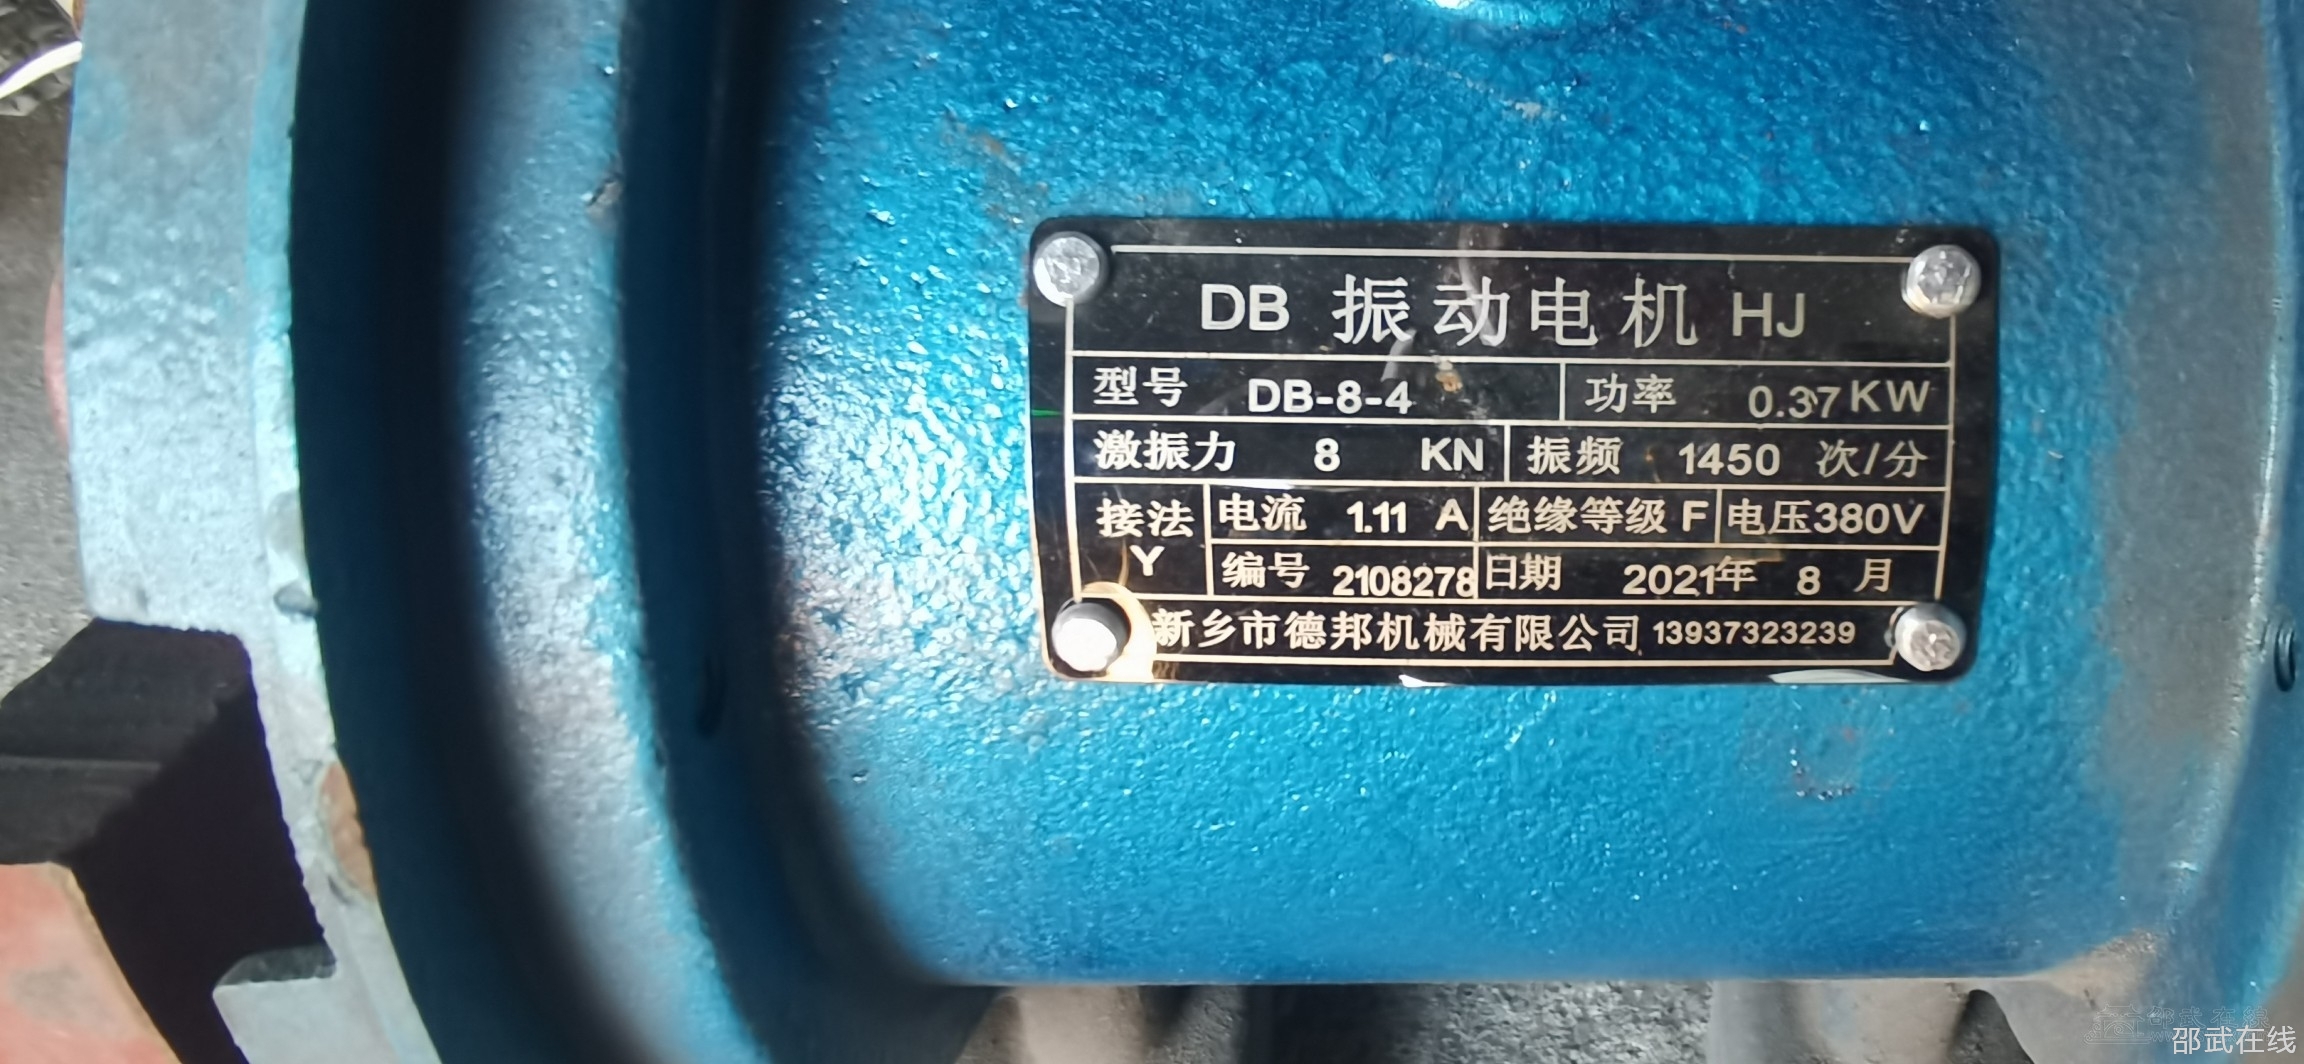 DB 振动电机 HJ
型号 DB-8-4 功率 0.37KW
激振力 8 KN 振频 1450 次/分
接法 Y
电流 1.11 A 绝缘等级 F 电压380V
编号 2108278 日期 2021年 8 月
新乡市德邦机械有限公司 13937323239
邵武在线